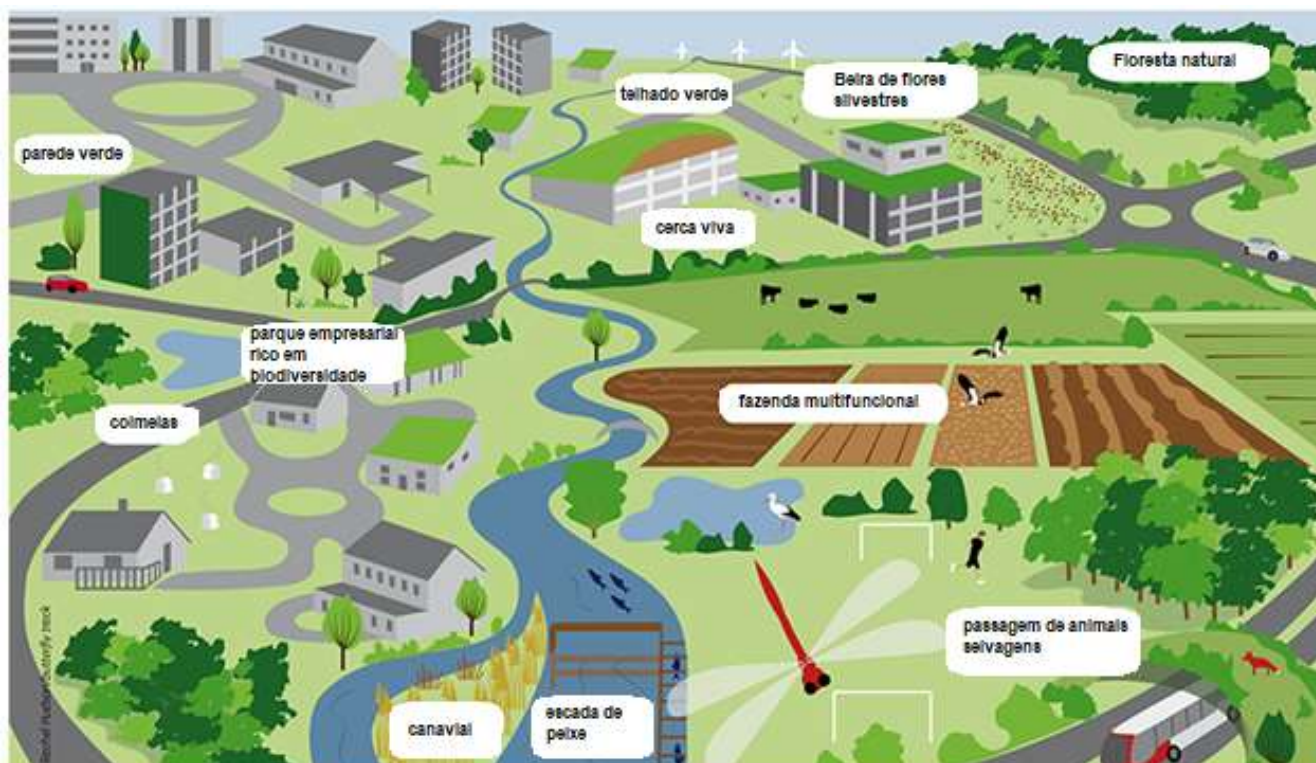 Floresta natural
Beira de flores
silvestres
telhado verde
parede verde
cerca viva
parque empresarial
rico em
biodiversidade
fazenda multifuncional
colmeias
passagem de animais
selvagens
canavial
escada de
peixe